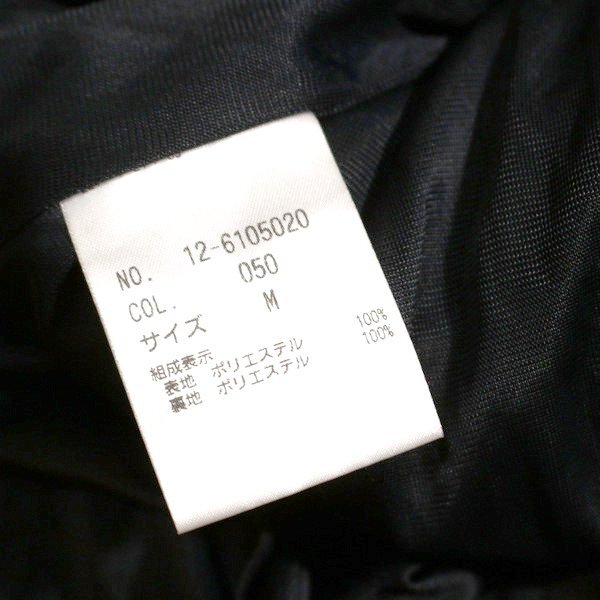 NO. 12-6105020
COL. 050
サイズ M
組成表示
表地 ポリエステル 100%
裏地 ポリエステル 100%